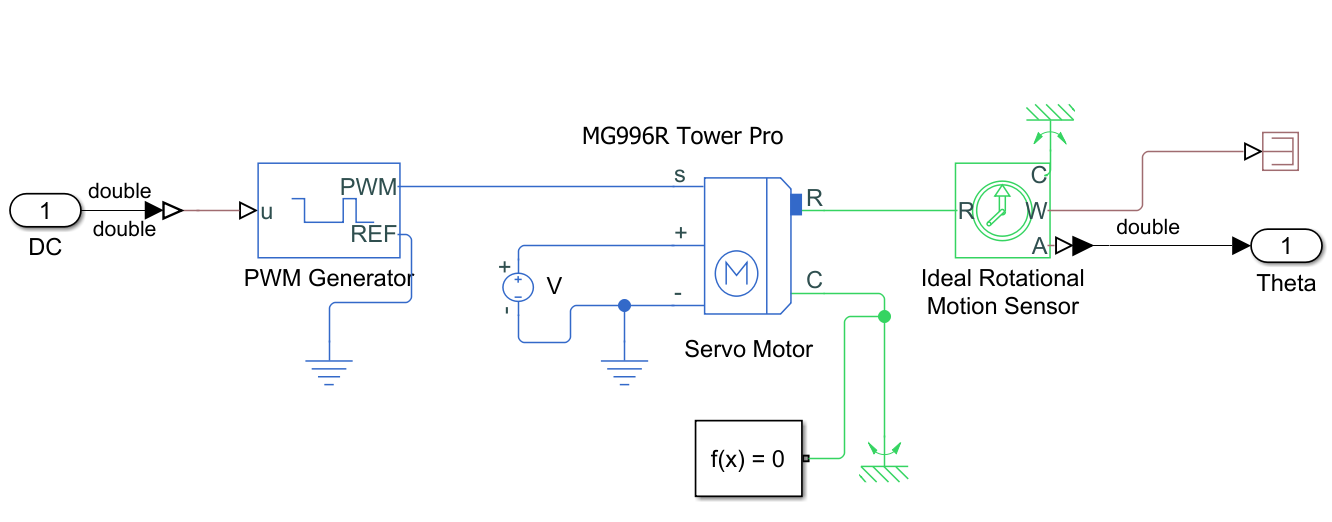 MG996R Tower Pro
double
1
double
DC
u
PWM
REF
PWM Generator
s
+
-
+
+
-
-
V
M
R
C
Servo Motor
R
C
W
A
Ideal Rotational
Motion Sensor
double
1
Theta
f(x) = 0